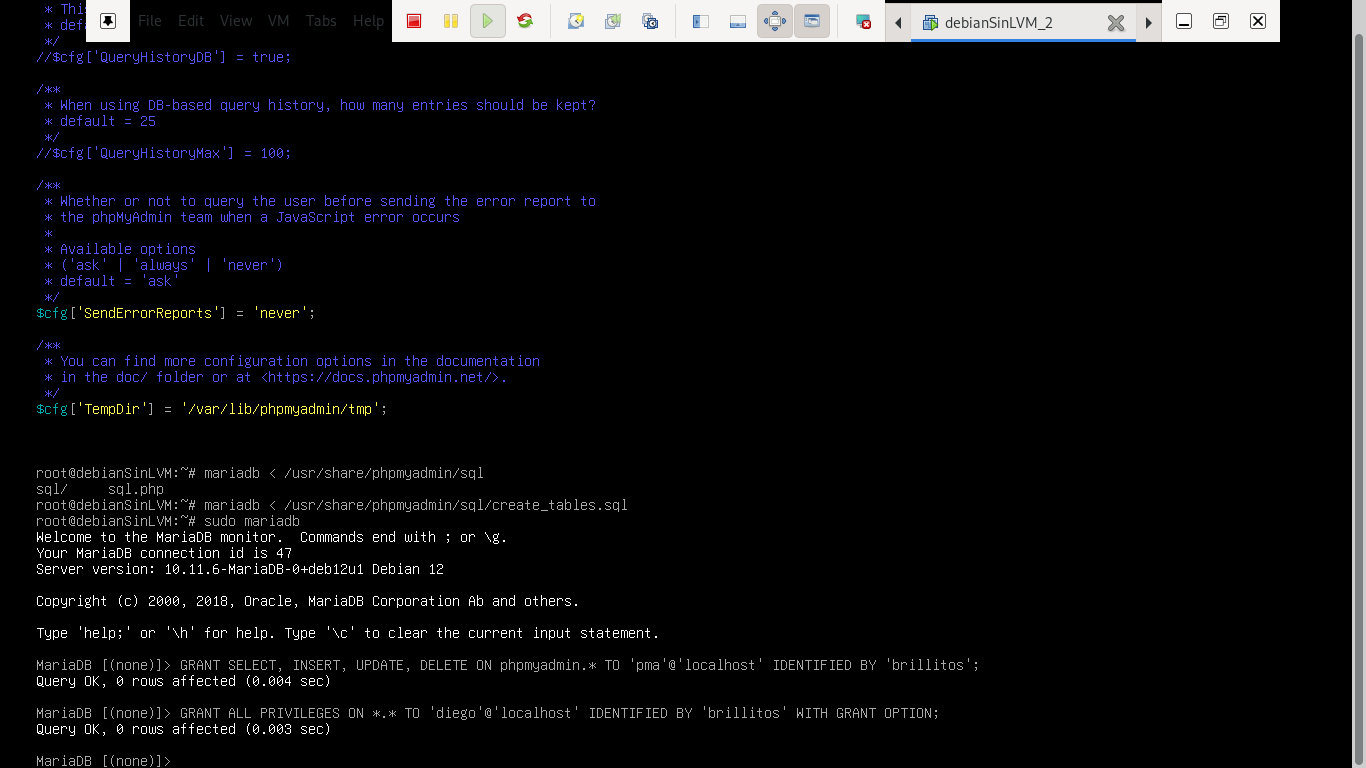 * This
 * def
 */
//$cfg['QueryHistoryDB'] = true;
File Edit View VM Tabs Help
debianSinLVM_2
/**
 * When using DB-based query history, how many entries should be kept?
 * default = 25
 */
//$cfg['QueryHistoryMax'] = 100;
/**
 * Whether or not to query the user before sending the error report to
 * the phpMyAdmin team when a JavaScript error occurs
 *
 * Available options
 * ('ask' | 'always' | 'never')
 * default = 'ask'
 */
$cfg['SendErrorReports'] = 'never';
/**
 * You can find more configuration options in the documentation
 * in the doc/ folder or at <https://docs.phpmyadmin.net/>.
 */
$cfg['TempDir'] = '/var/lib/phpmyadmin/tmp';
root@debianSinLVM:~# mariadb < /usr/share/phpmyadmin/sql
sql/     sql.php
root@debianSinLVM:~# mariadb < /usr/share/phpmyadmin/sql/create_tables.sql
root@debianSinLVM:~# sudo mariadb
Welcome to the MariaDB monitor.  Commands end with ; or \g.
Your MariaDB connection id is 47
Server version: 10.11.6-MariaDB-0+deb12u1 Debian 12
Copyright (c) 2000, 2018, Oracle, MariaDB Corporation Ab and others.
Type 'help;' or '\h' for help. Type '\c' to clear the current input statement.
MariaDB [(none)]> GRANT SELECT, INSERT, UPDATE, DELETE ON phpmyadmin.* TO 'pma'@'localhost' IDENTIFIED BY 'brillitos';
Query OK, 0 rows affected (0.004 sec)
MariaDB [(none)]> GRANT ALL PRIVILEGES ON *.* TO 'diego'@'localhost' IDENTIFIED BY 'brillitos' WITH GRANT OPTION;
Query OK, 0 rows affected (0.003 sec)
MariaDB [(none)]>